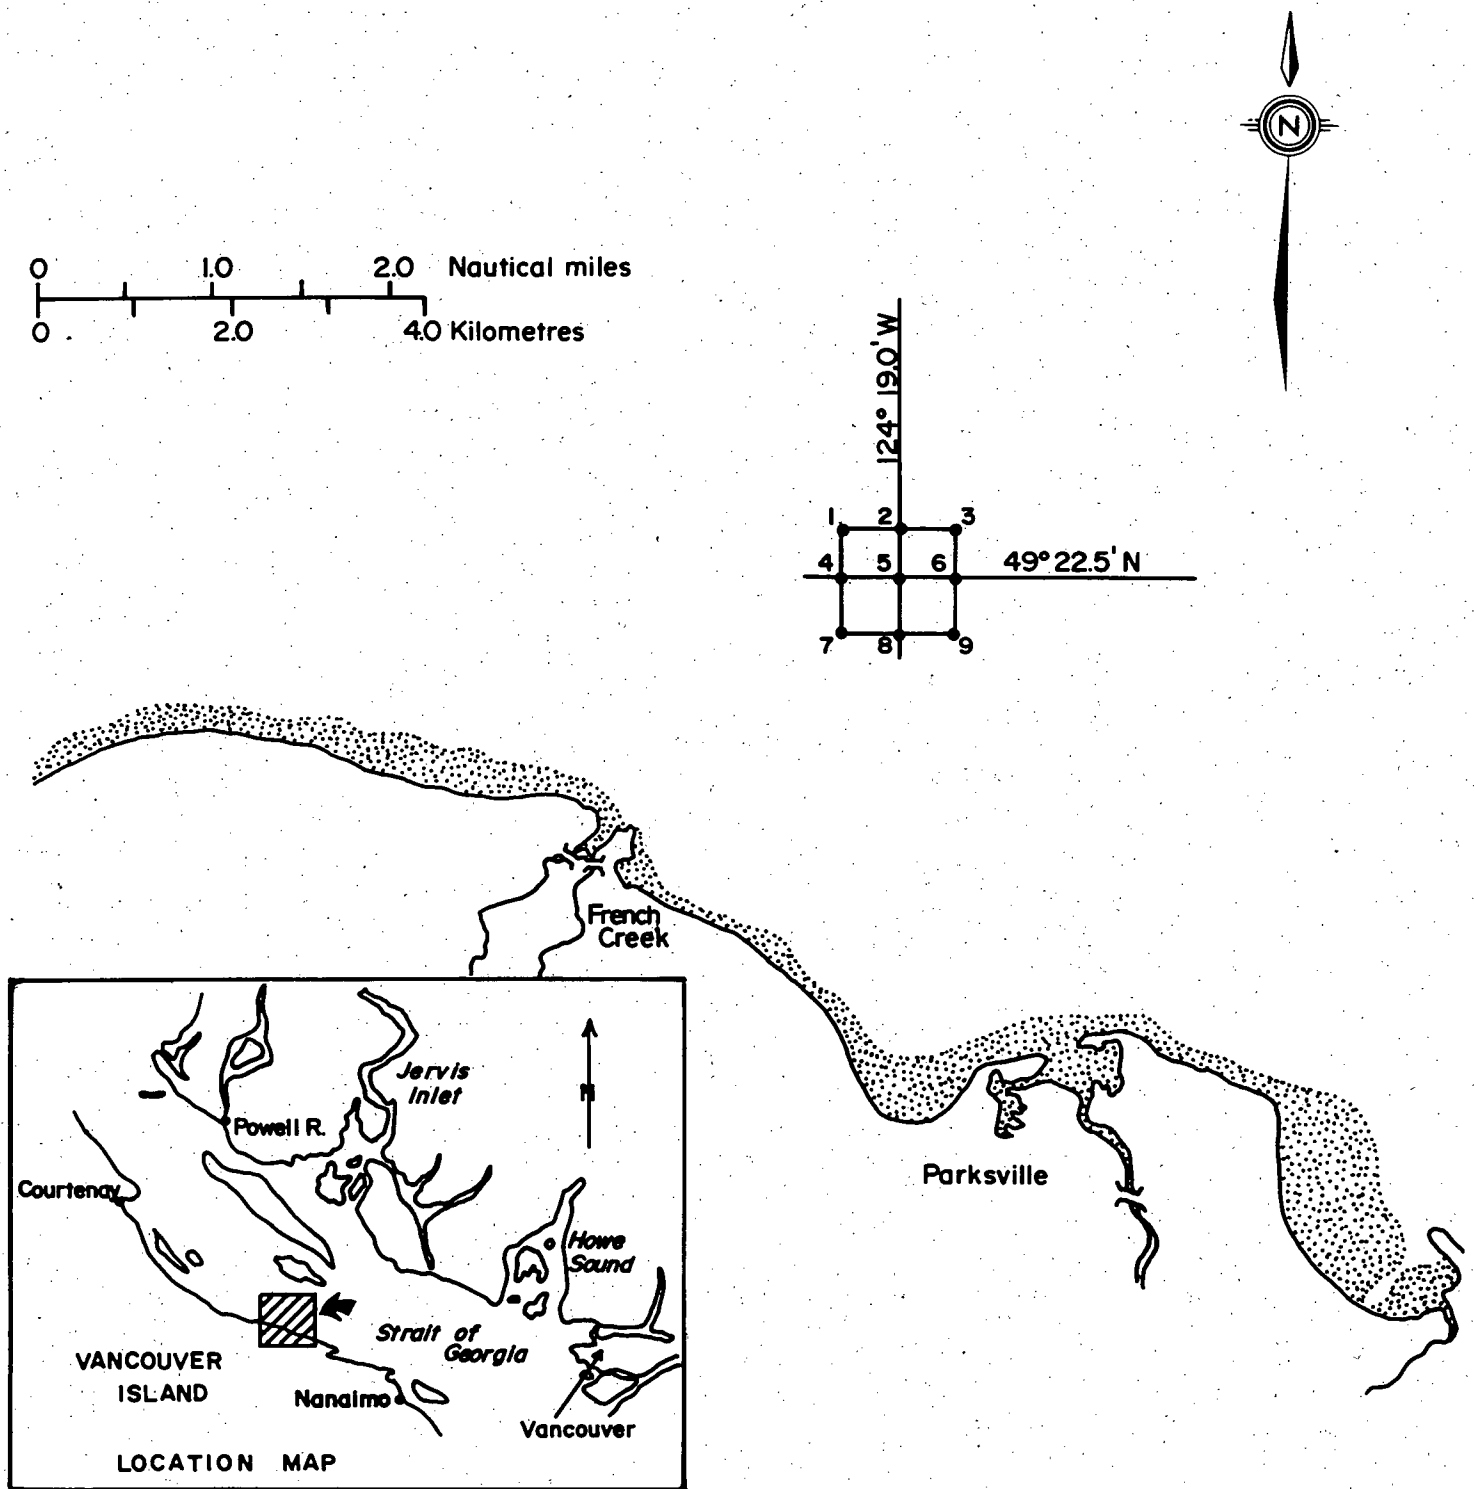 N
0 1.0 2.0 Nautical miles
0 2.0 4.0 Kilometres
124° 19.0' W
1 2 3
4 5 6 49° 22.5' N
7 8 9
French
Creek
Parksville
Jervis
Inlet
N
Powell R.
Courtenay
Howe
Sound
Strait of
Georgia
VANCOUVER
ISLAND
Nanaimo
Vancouver
LOCATION MAP